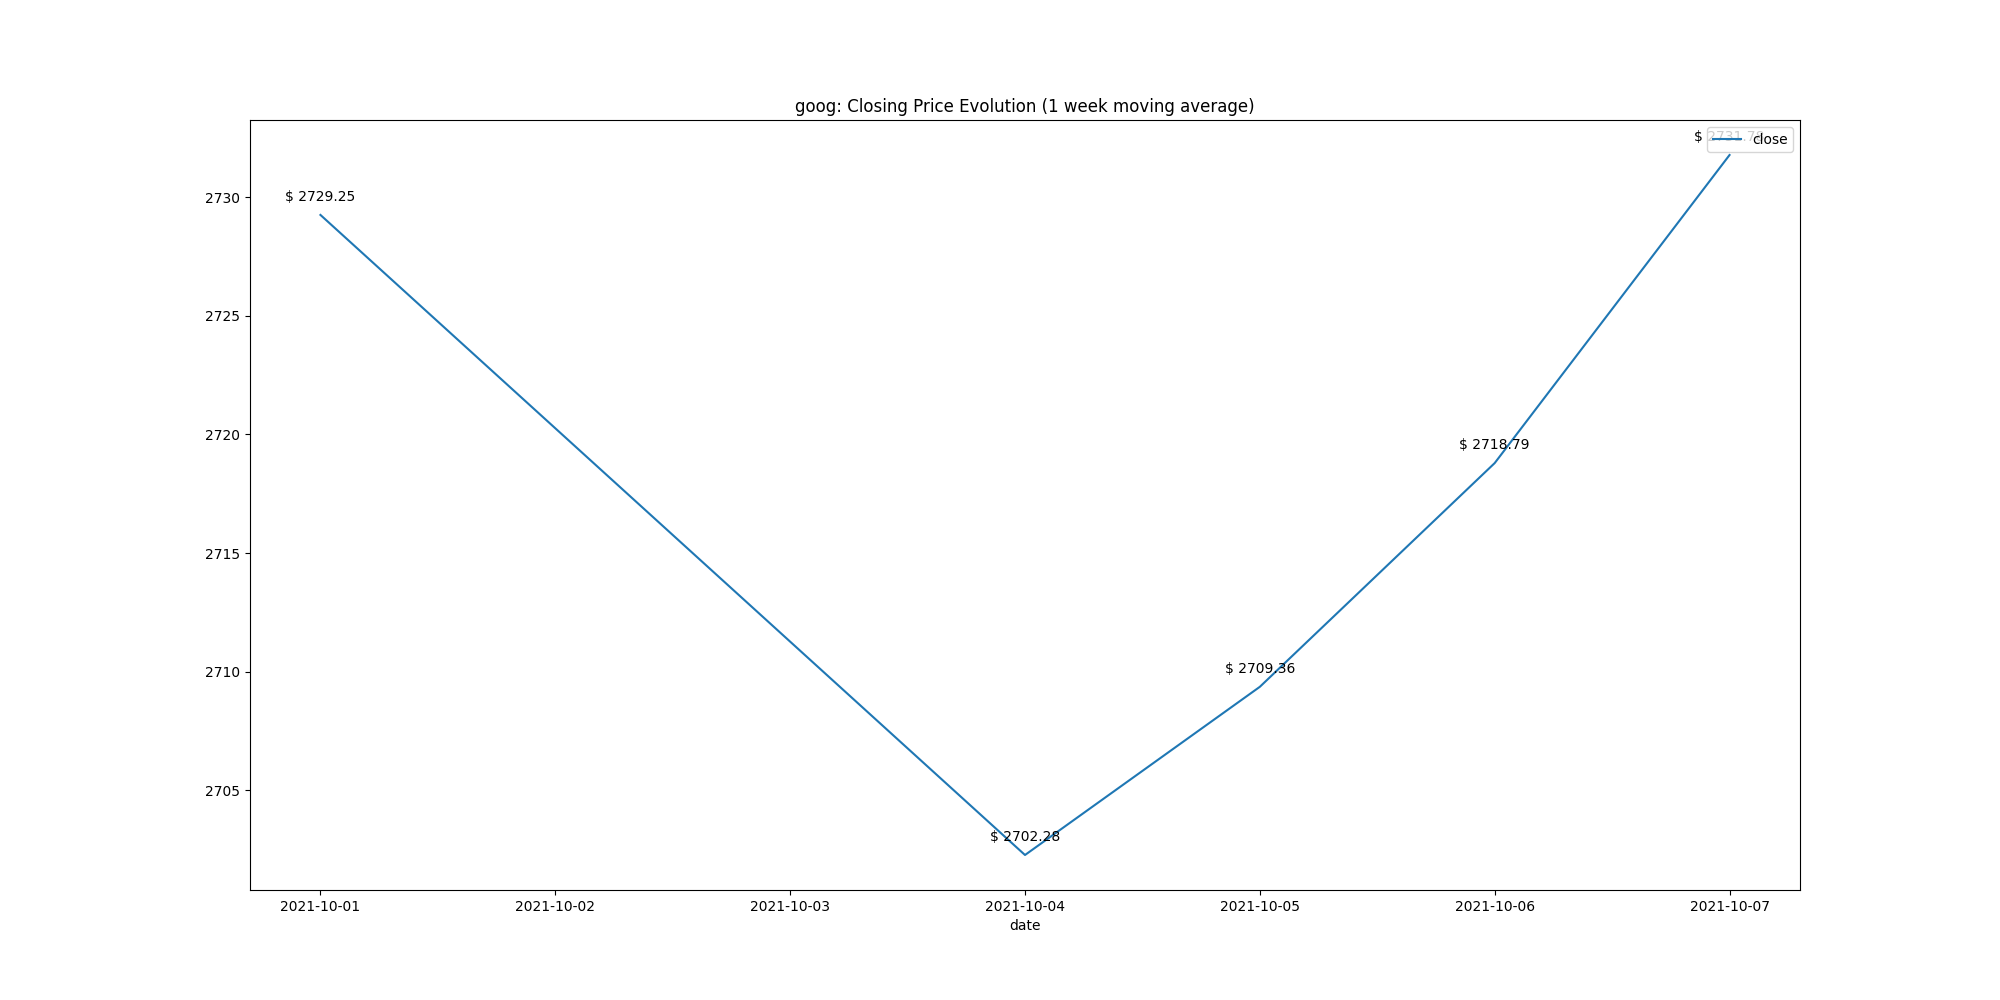 goog: Closing Price Evolution (1 week moving average)
$ 2731.78
close
2730
$ 2729.25
2725
2720
$ 2718.79
2715
2710
$ 2709.36
2705
$ 2702.28
2021-10-01 2021-10-02 2021-10-03 2021-10-04 2021-10-05 2021-10-06 2021-10-07
date